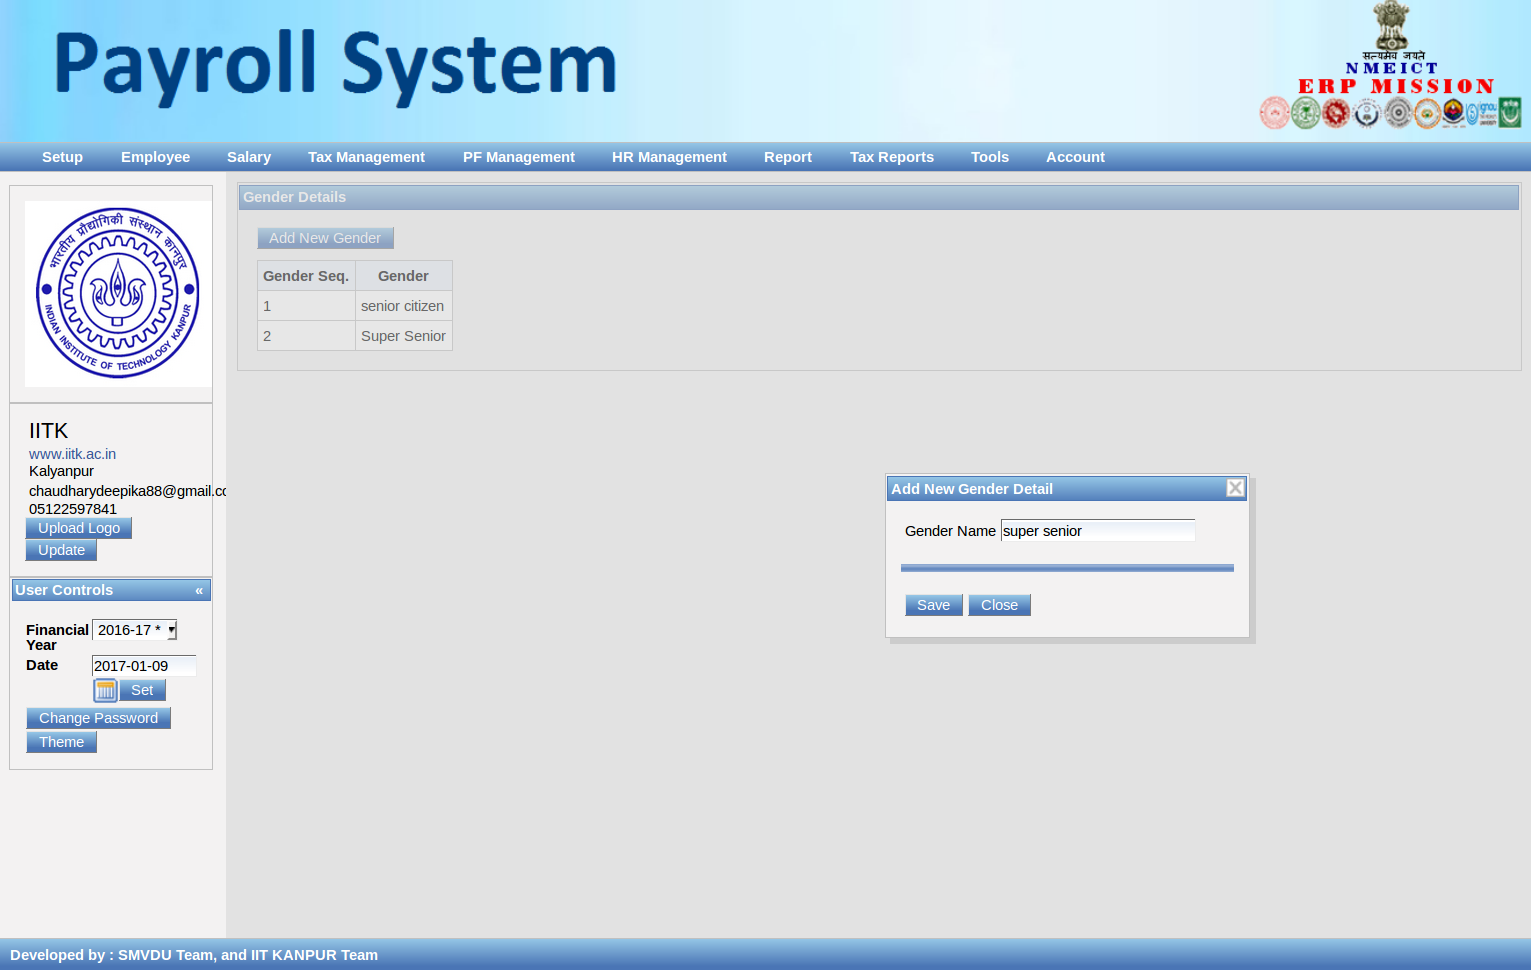 Payroll System
सत्यमेव जयते
NMEICT
ERP MISSION
ignou
Setup Employee Salary Tax Management PF Management HR Management Report Tax Reports Tools Account
भारतीय प्रौद्योगिकी संस्थान कानपुर
INDIAN INSTITUTE OF TECHNOLOGY KANPUR
IITK
www.iitk.ac.in
Kalyanpur
chaudharydeepika88@gmail.co
05122597841
Upload Logo
Update
User Controls «
Financial Year 2016-17 *
Date 2017-01-09
Set
Change Password
Theme
Gender Details
Add New Gender
Gender Seq. Gender
1 senior citizen
2 Super Senior
Add New Gender Detail
Gender Name super senior
Save Close
Developed by : SMVDU Team, and IIT KANPUR Team